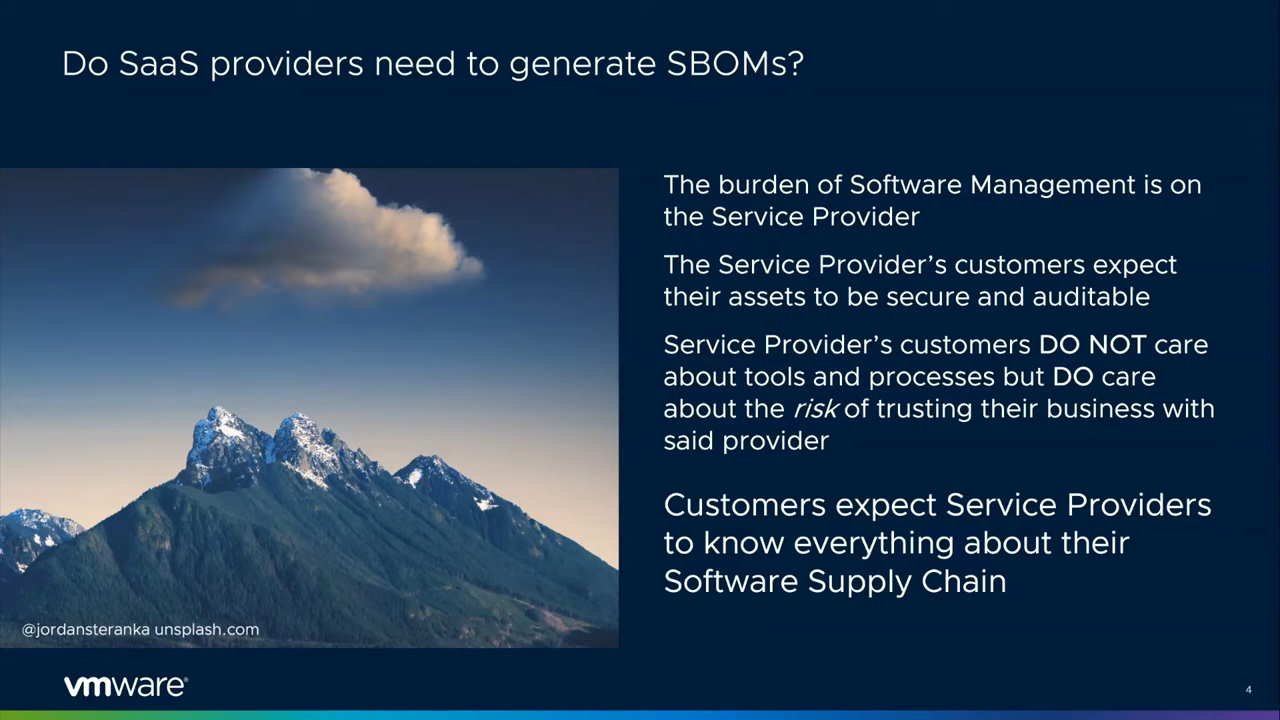 Do SaaS providers need to generate SBOMs?
The burden of Software Management is on
the Service Provider
The Service Provider’s customers expect
their assets to be secure and auditable
Service Provider’s customers DO NOT care
about tools and processes but DO care
about the risk of trusting their business with
said provider
Customers expect Service Providers
to know everything about their
Software Supply Chain
@jordansteranka unsplash.com
vmware®
4